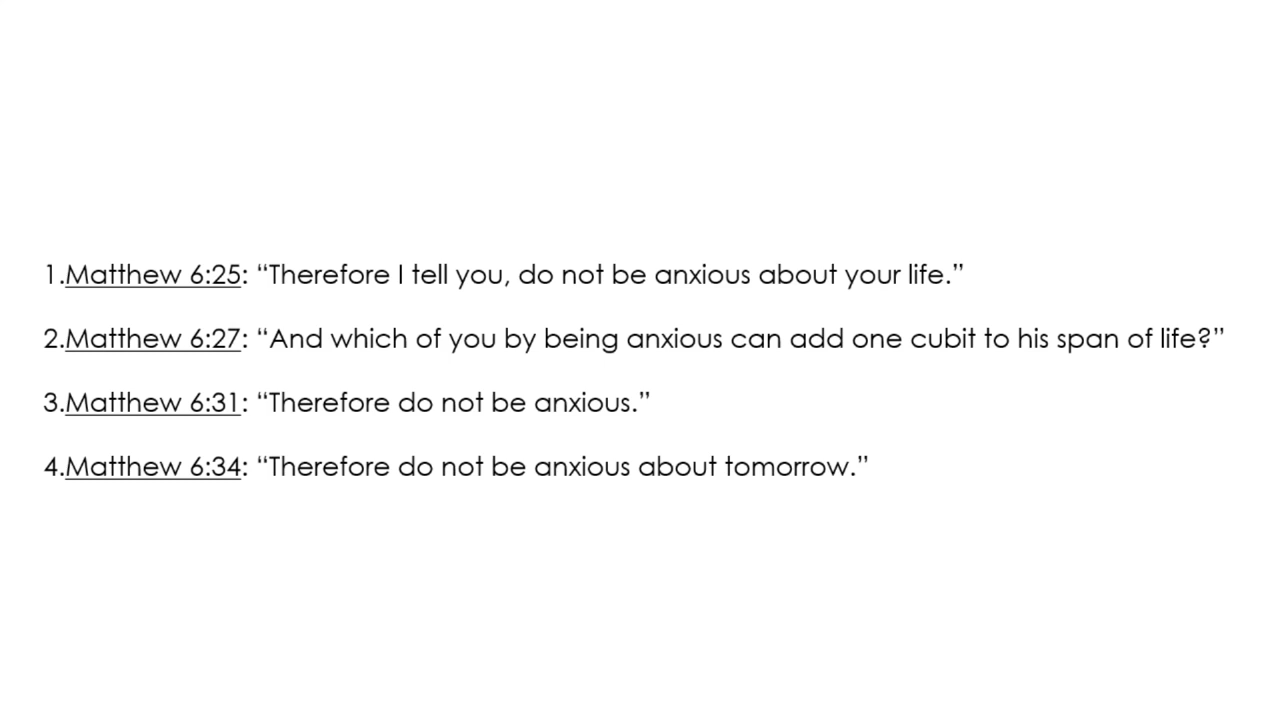 1.Matthew 6:25: “Therefore I tell you, do not be anxious about your life.”
2.Matthew 6:27: “And which of you by being anxious can add one cubit to his span of life?”
3.Matthew 6:31: “Therefore do not be anxious.”
4.Matthew 6:34: “Therefore do not be anxious about tomorrow.”